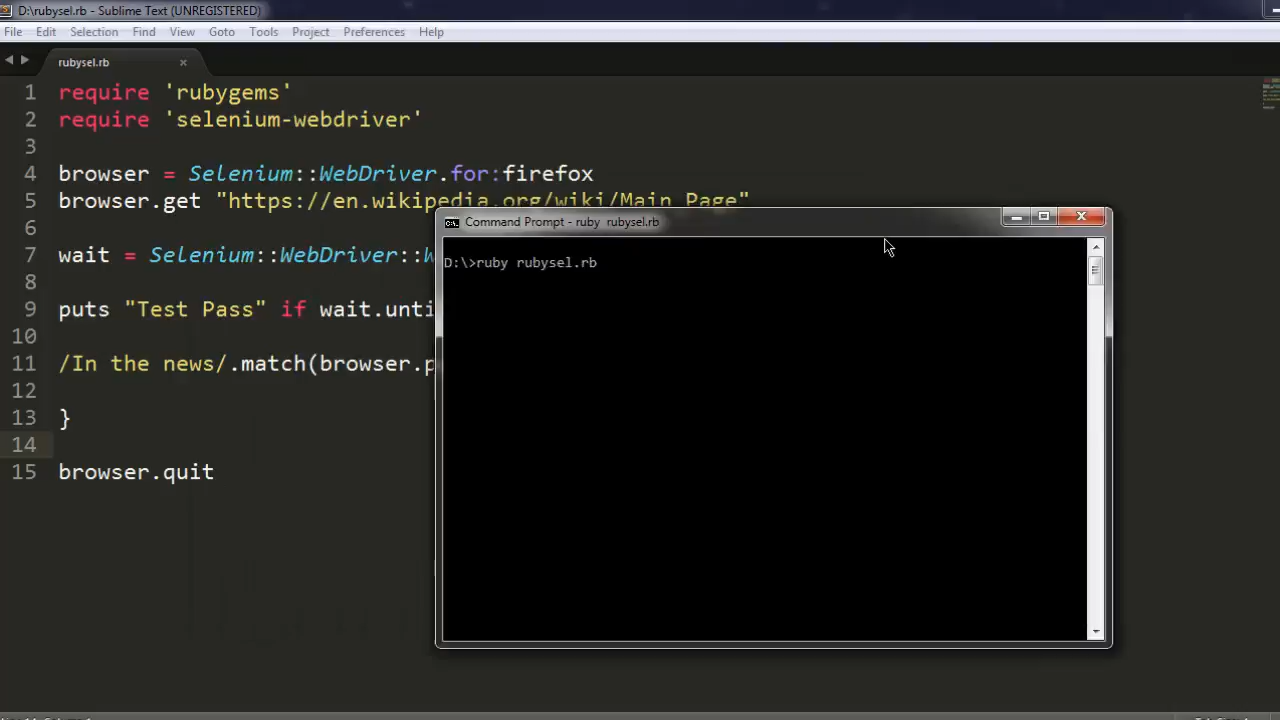 D:\rubysel.rb - Sublime Text (UNREGISTERED)
File Edit Selection Find View Goto Tools Project Preferences Help
rubysel.rb
1 require 'rubygems'
2 require 'selenium-webdriver'
3
4 browser = Selenium::WebDriver.for:firefox
5 browser.get "https://en.wikipedia.org/wiki/Main_Page"
6
7 wait = Selenium::WebDriver::
8
9 puts "Test Pass" if wait.unti
10
11 /In the news/.match(browser.p
12
13 }
14
15 browser.quit
Command Prompt - ruby  rubysel.rb
D:\>ruby rubysel.rb